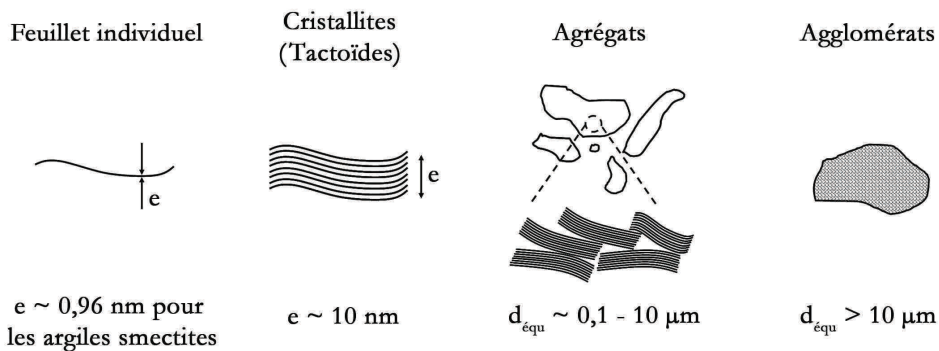 Feuillet individuel
Cristallites
(Tactoïdes)
Agrégats
Agglomérats
e
e
e ~ 0,96 nm pour
les argiles smectites
e ~ 10 nm
déqu ~ 0,1 - 10 µm
déqu > 10 µm